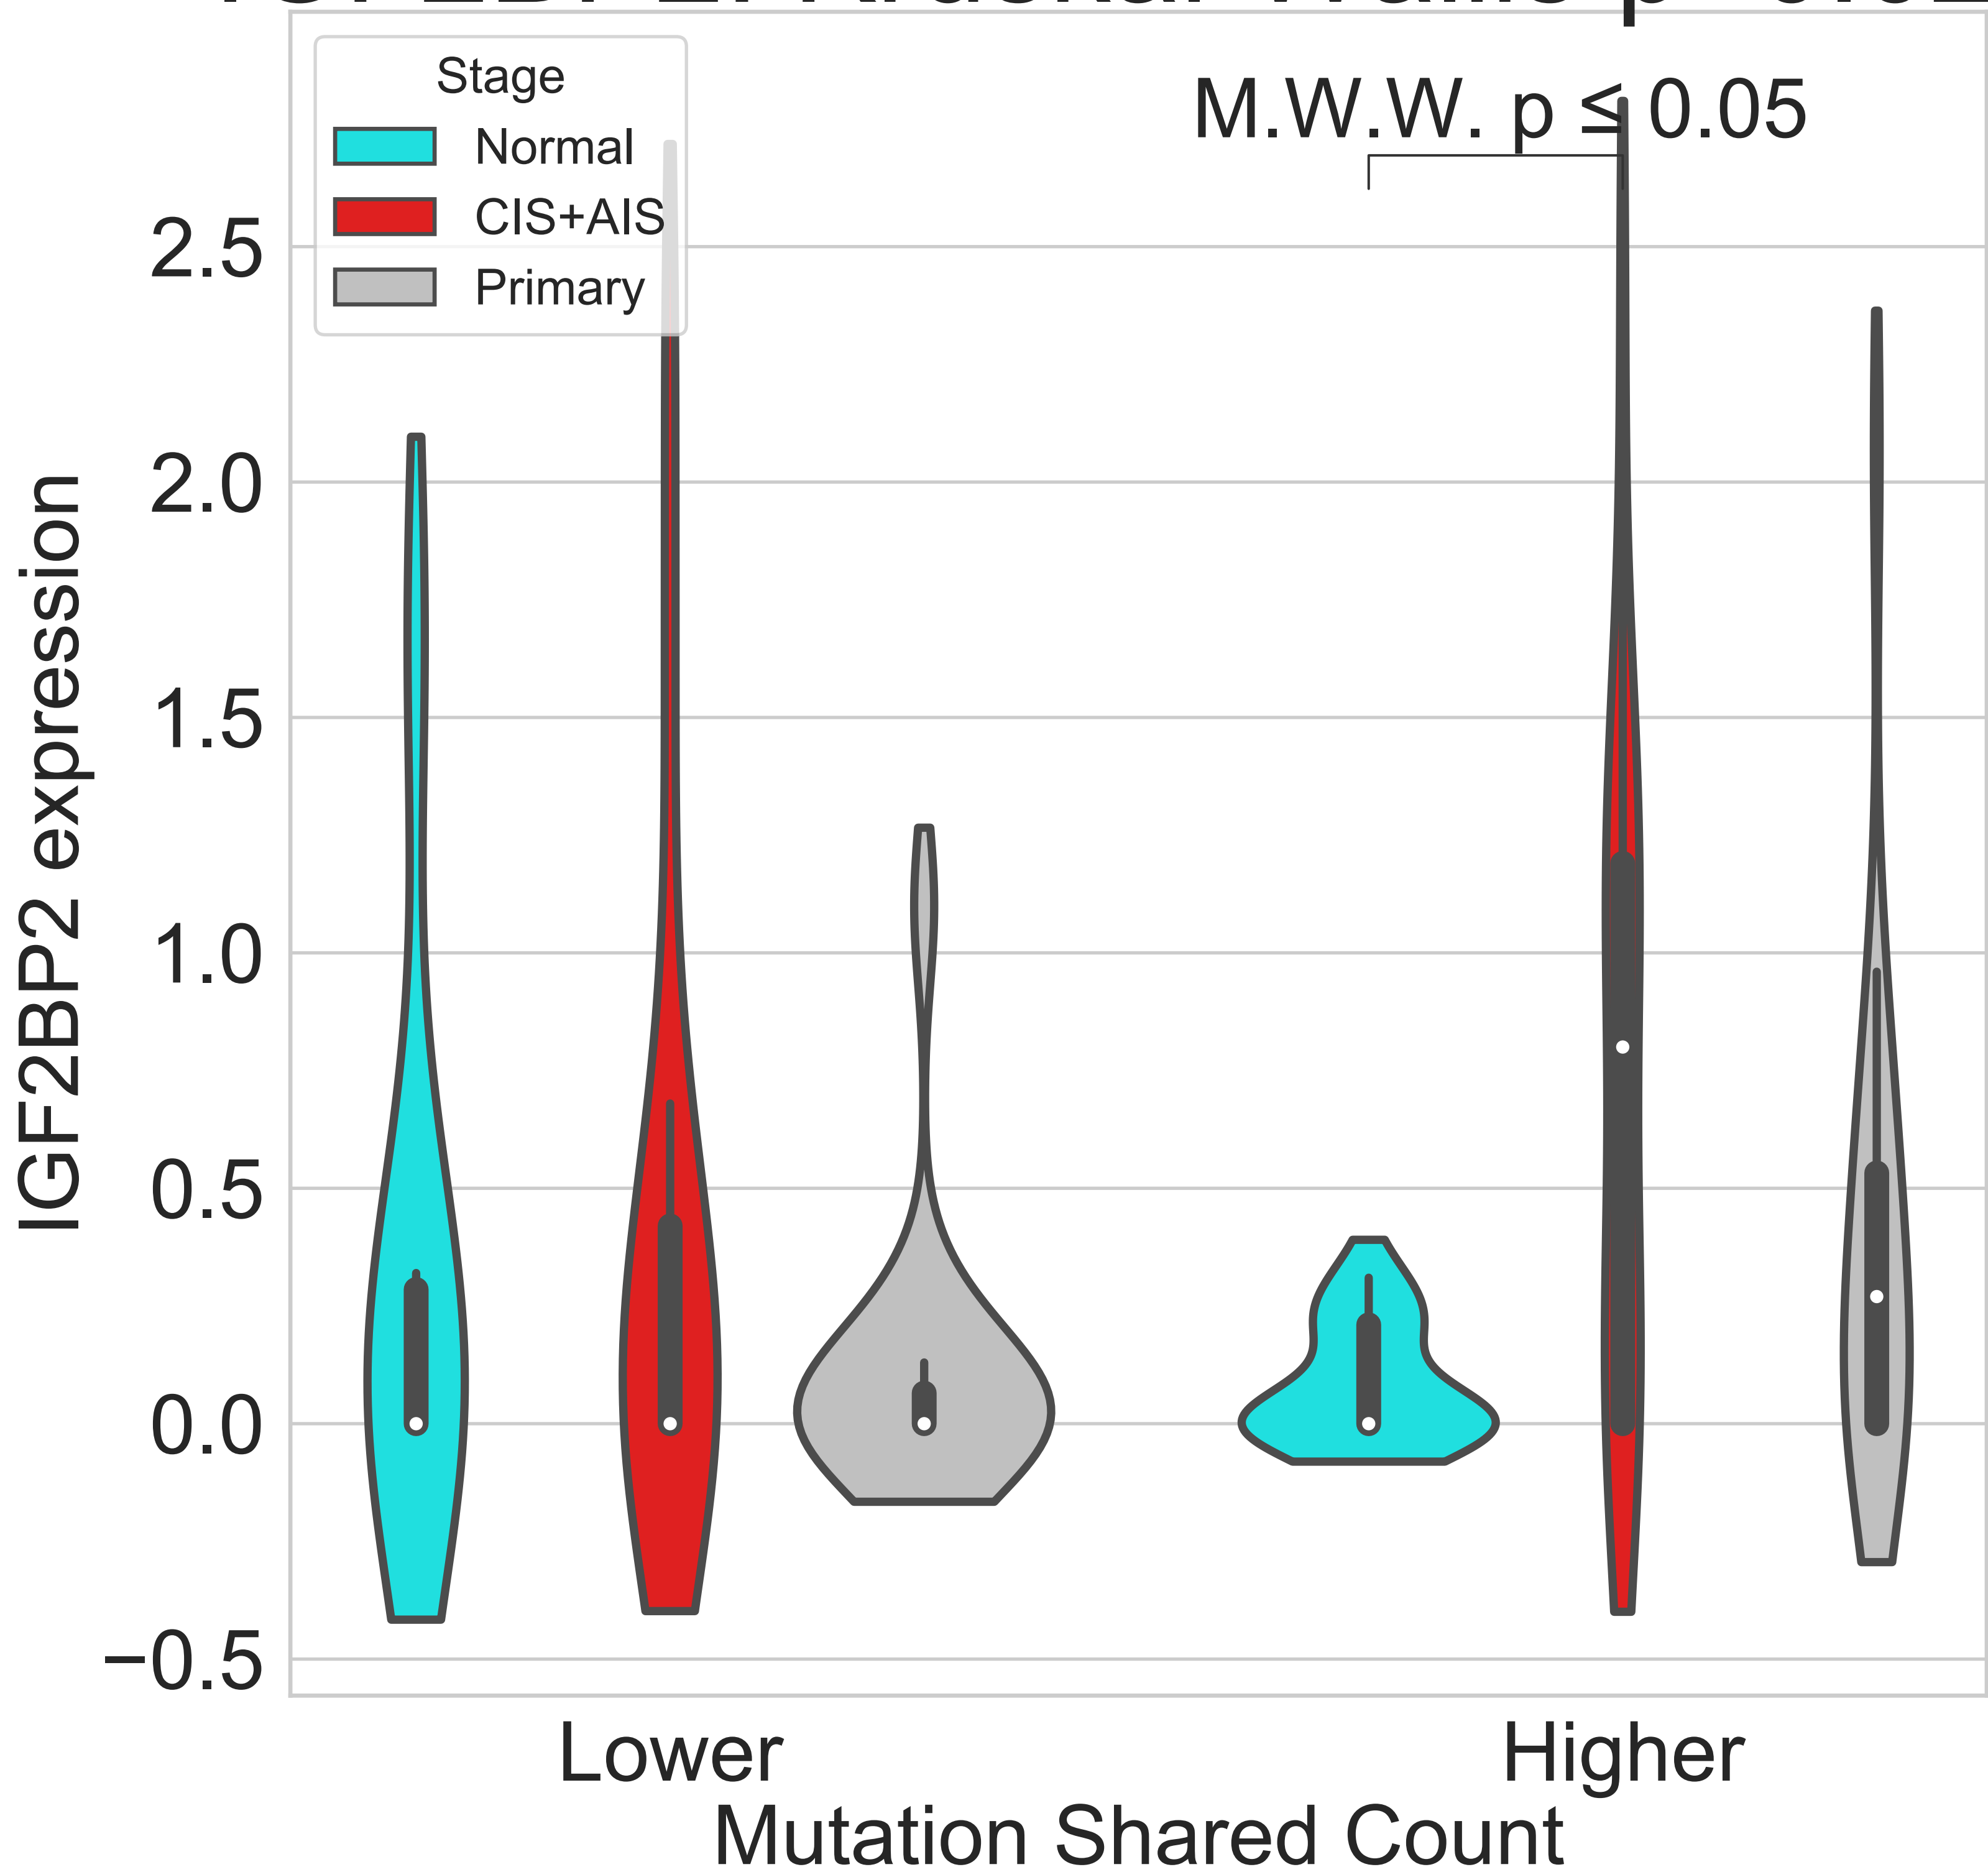 Stage
Normal
CIS+AIS
Primary
M.W.W. p ≤ 0.05
2.5
2.0
1.5
1.0
0.5
0.0
−0.5
IGF2BP2 expression
Lower
Higher
Mutation Shared Count